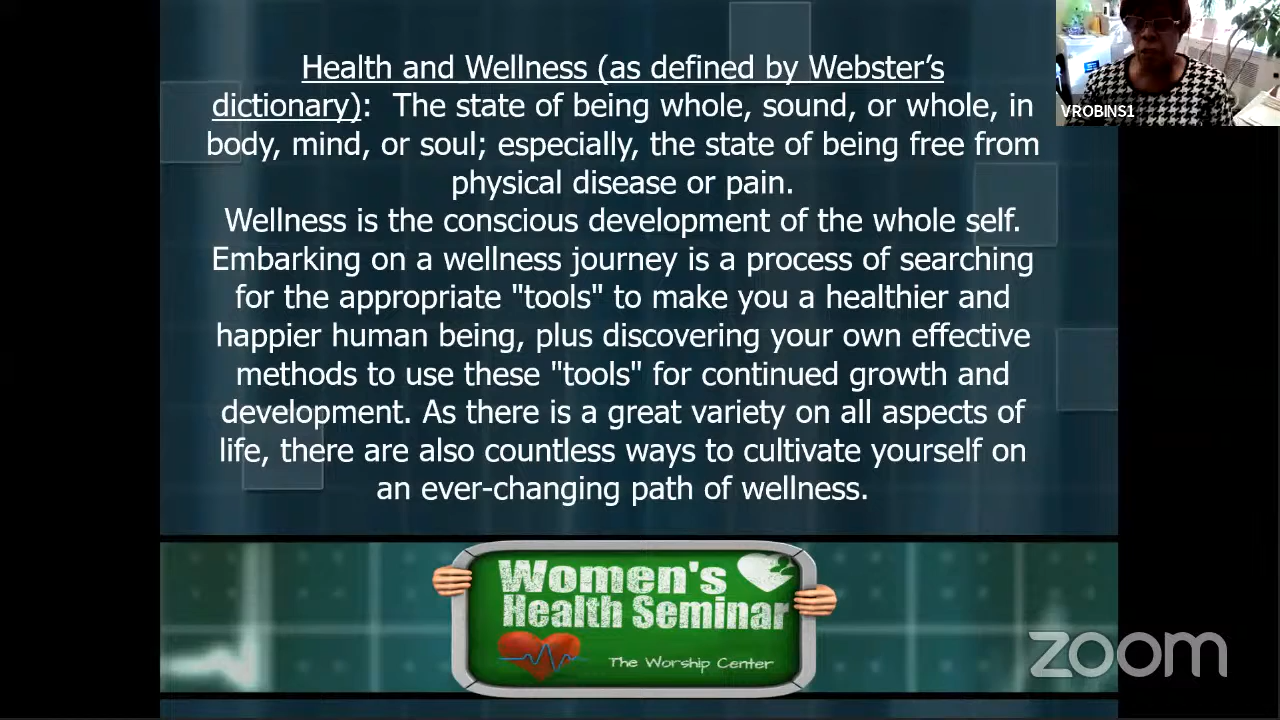 Health and Wellness (as defined by Webster's
dictionary):  The state of being whole, sound, or whole, in
body, mind, or soul; especially, the state of being free from
physical disease or pain.
Wellness is the conscious development of the whole self.
Embarking on a wellness journey is a process of searching
for the appropriate "tools" to make you a healthier and
happier human being, plus discovering your own effective
methods to use these "tools" for continued growth and
development. As there is a great variety on all aspects of
life, there are also countless ways to cultivate yourself on
an ever-changing path of wellness.
VROBINS1
Women's
Health Seminar
The Worship Center
zoom